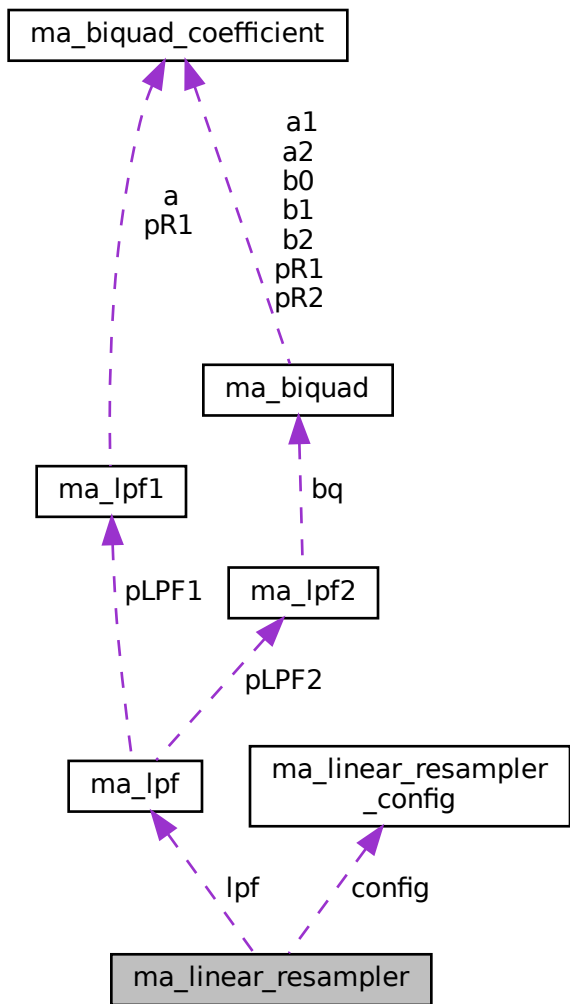 ma_biquad_coefficient
a1
a2
b0
b1
b2
pR1
pR2
a
pR1
ma_biquad
ma_lpf1
bq
ma_lpf2
pLPF1
pLPF2
ma_lpf
ma_linear_resampler
_config
lpf
config
ma_linear_resampler